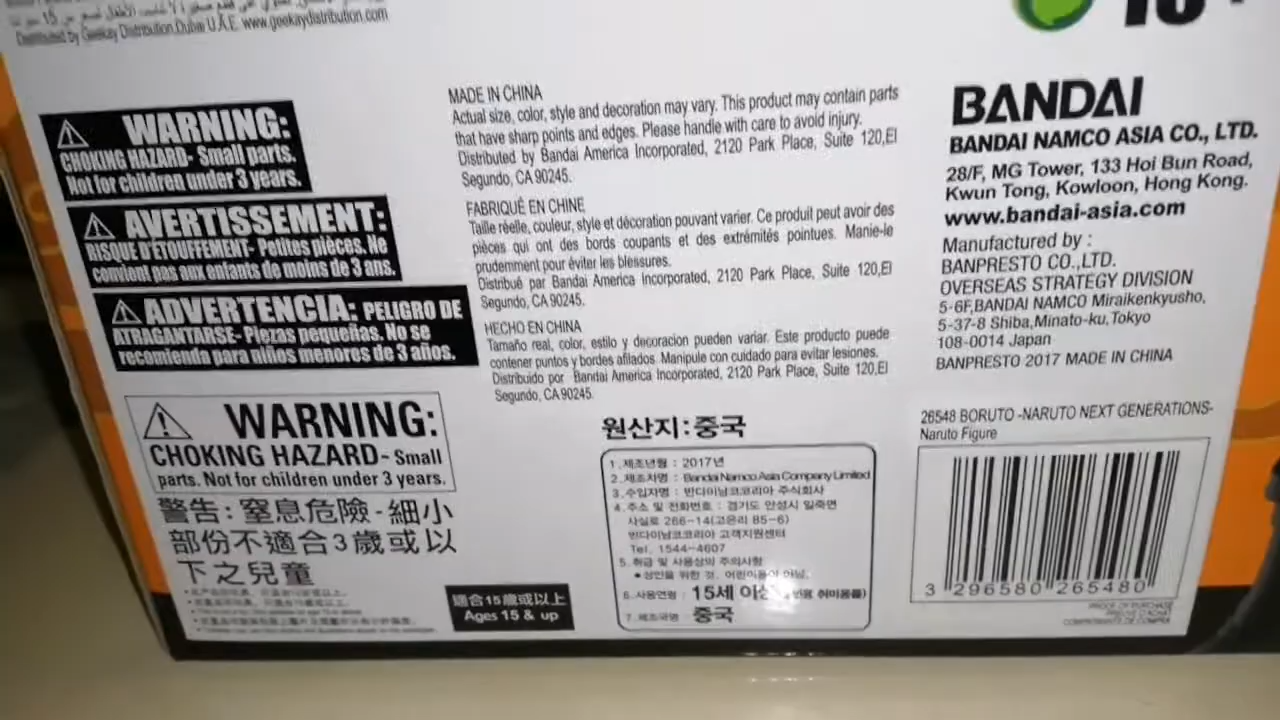 Distributed by Geekay Distribution.Dubai U.A.E. www.geekaydistribution.com
WARNING:
CHOKING HAZARD- Small parts.
Not for children under 3 years.
AVERTISSEMENT:
RISQUE D'ETOUFFEMENT- Petites pièces. Ne
convient pas aux enfants de moins de 3 ans.
ADVERTENCIA: PELIGRO DE
ATRAGANTARSE- Piezas pequeñas. No se
recomienda para niños menores de 3 años.
WARNING:
CHOKING HAZARD- Small
parts. Not for children under 3 years.
警告: 窒息危險-細小
部份不適合3歲或以
下之兒童
適合15歲或以上
Ages 15 & up
MADE IN CHINA
Actual size, color, style and decoration may vary. This product may contain parts
that have sharp points and edges. Please handle with care to avoid injury.
Distributed by Bandai America Incorporated, 2120 Park Place, Suite 120,El
Segundo, CA 90245.
FABRIQUÉ EN CHINE
Taille réelle, couleur, style et décoration pouvant varier. Ce produit peut avoir des
pièces qui ont des bords coupants et des extrémités pointues. Manie-le
prudemment pour éviter les blessures.
Distribué par Bandai America Incorporated, 2120 Park Place, Suite 120,El
Segundo, CA 90245.
HECHO EN CHINA
Tamaño real, color, estilo y decoracion pueden variar. Este producto puede
contener puntos y bordes afilados. Manipule con cuidado para evitar lesiones.
Distribuido por Bandai America Incorporated, 2120 Park Place, Suite 120,El
Segundo, CA 90245.
원산지:중국
1.제조년월 : 2017년
2.제조자명 : Bandai Namco Asia Company Limited
3.수입자명 : 반다이남코코리아 주식회사
4.주소 및 전화번호 : 경기도 안성시 일죽면
사실로 266-14(고은리 85-6)
반다이남코코리아 고객지원센터
Tel. 1544-4607
5.취급 및 사용상의 주의사항
•성인을 위한 것. 어린이용이 아님.
6.사용연령 : 15세 이상 취미용품)
7.제조국명 : 중국
BANDAI
BANDAI NAMCO ASIA CO., LTD.
28/F, MG Tower, 133 Hoi Bun Road,
Kwun Tong, Kowloon, Hong Kong.
www.bandai-asia.com
Manufactured by :
BANPRESTO CO.,LTD.
OVERSEAS STRATEGY DIVISION
5-6F,BANDAI NAMCO Miraikenkyusho,
5-37-8 Shiba,Minato-ku,Tokyo
108-0014 Japan
BANPRESTO 2017 MADE IN CHINA
26548 BORUTO -NARUTO NEXT GENERATIONS-
Naruto Figure
3 296580 265480
PROOF OF PURCHASE
PREUVE D'ACHAT
COMPROBANTE DE COMPRA